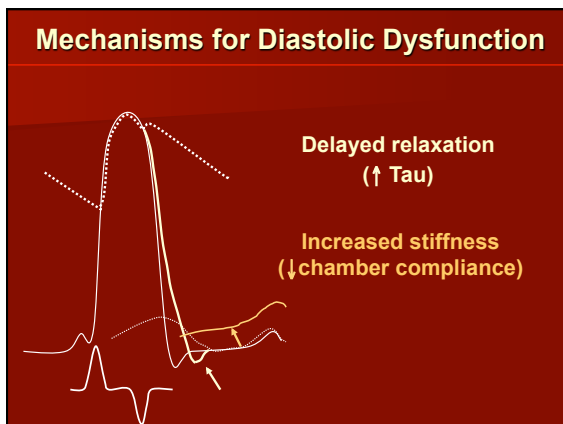 Mechanisms for Diastolic Dysfunction
Delayed relaxation
(↑ Tau)
Increased stiffness
(↓chamber compliance)